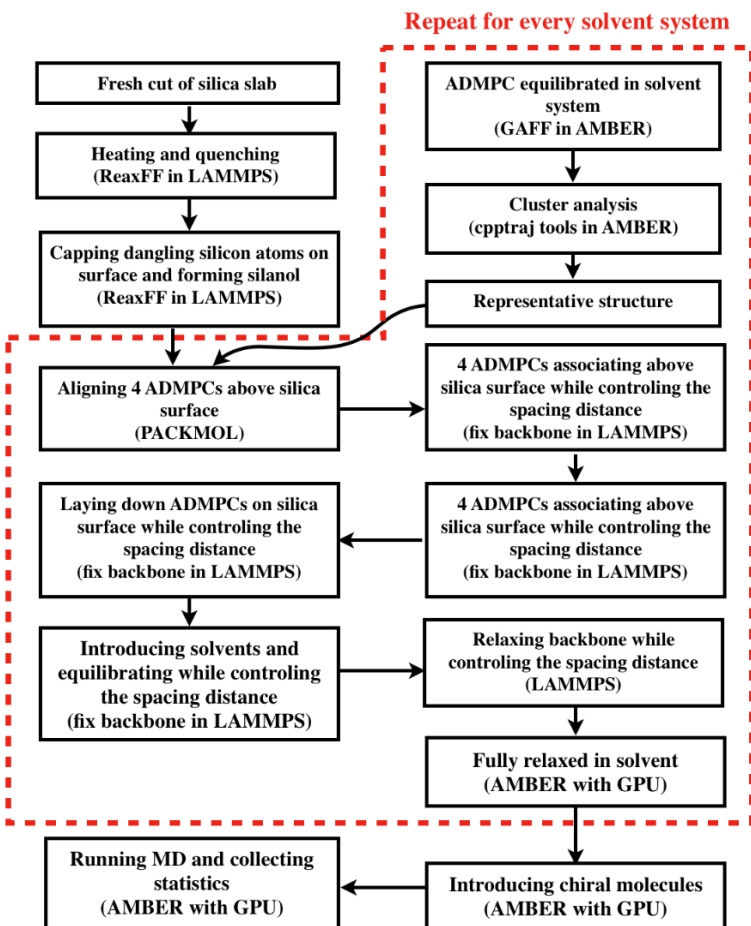 Repeat for every solvent system
Fresh cut of silica slab
Heating and quenching
(ReaxFF in LAMMPS)
Capping dangling silicon atoms on
surface and forming silanol
(ReaxFF in LAMMPS)
ADMPC equilibrated in solvent
system
(GAFF in AMBER)
Cluster analysis
(cpptraj tools in AMBER)
Representative structure
Aligning 4 ADMPCs above silica
surface
(PACKMOL)
4 ADMPCs associating above
silica surface while controling the
spacing distance
(fix backbone in LAMMPS)
4 ADMPCs associating above
silica surface while controling the
spacing distance
(fix backbone in LAMMPS)
Laying down ADMPCs on silica
surface while controling the
spacing distance
(fix backbone in LAMMPS)
Introducing solvents and
equilibrating while controling
the spacing distance
(fix backbone in LAMMPS)
Relaxing backbone while
controling the spacing distance
(LAMMPS)
Fully relaxed in solvent
(AMBER with GPU)
Introducing chiral molecules
(AMBER with GPU)
Running MD and collecting
statistics
(AMBER with GPU)